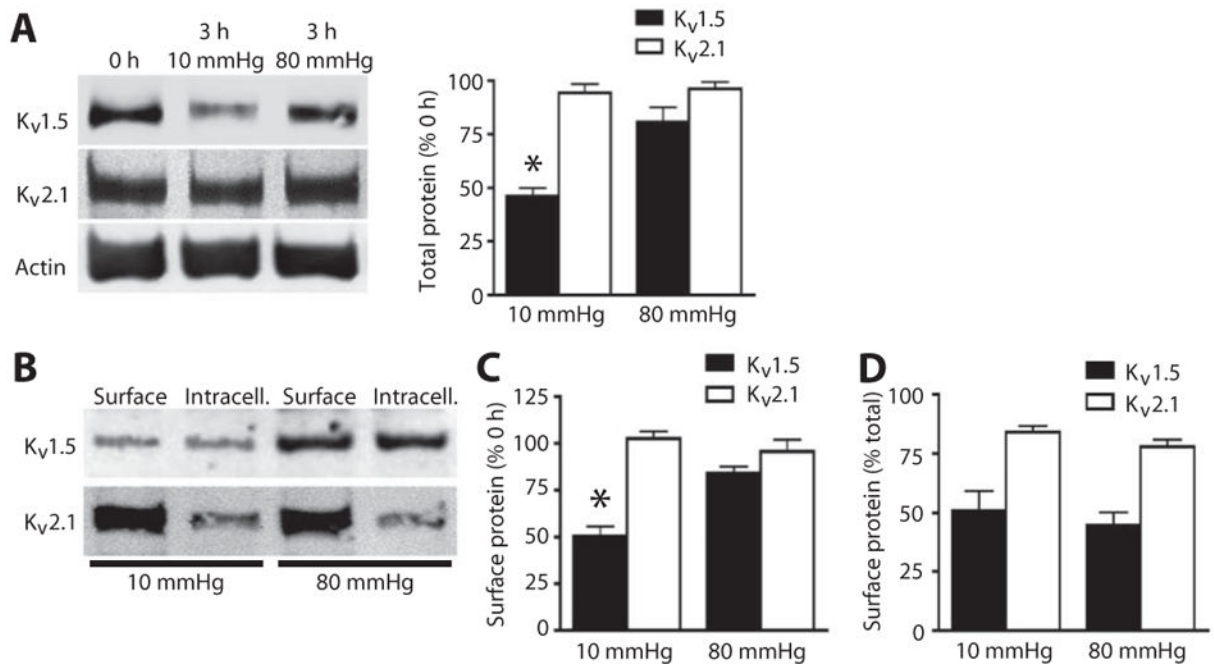 A
0 h
3 h
10 mmHg
3 h
80 mmHg
Kv1.5
Kv2.1
Actin
Kv1.5
Kv2.1
Total protein (% 0 h)
100
75
50
25
0
*
10 mmHg
80 mmHg
B
Surface Intracell. Surface Intracell.
Kv1.5
Kv2.1
10 mmHg
80 mmHg
C
Kv1.5
Kv2.1
Surface protein (% 0 h)
125
100
75
50
25
0
*
10 mmHg
80 mmHg
D
Kv1.5
Kv2.1
Surface protein (% total)
100
75
50
25
0
10 mmHg
80 mmHg